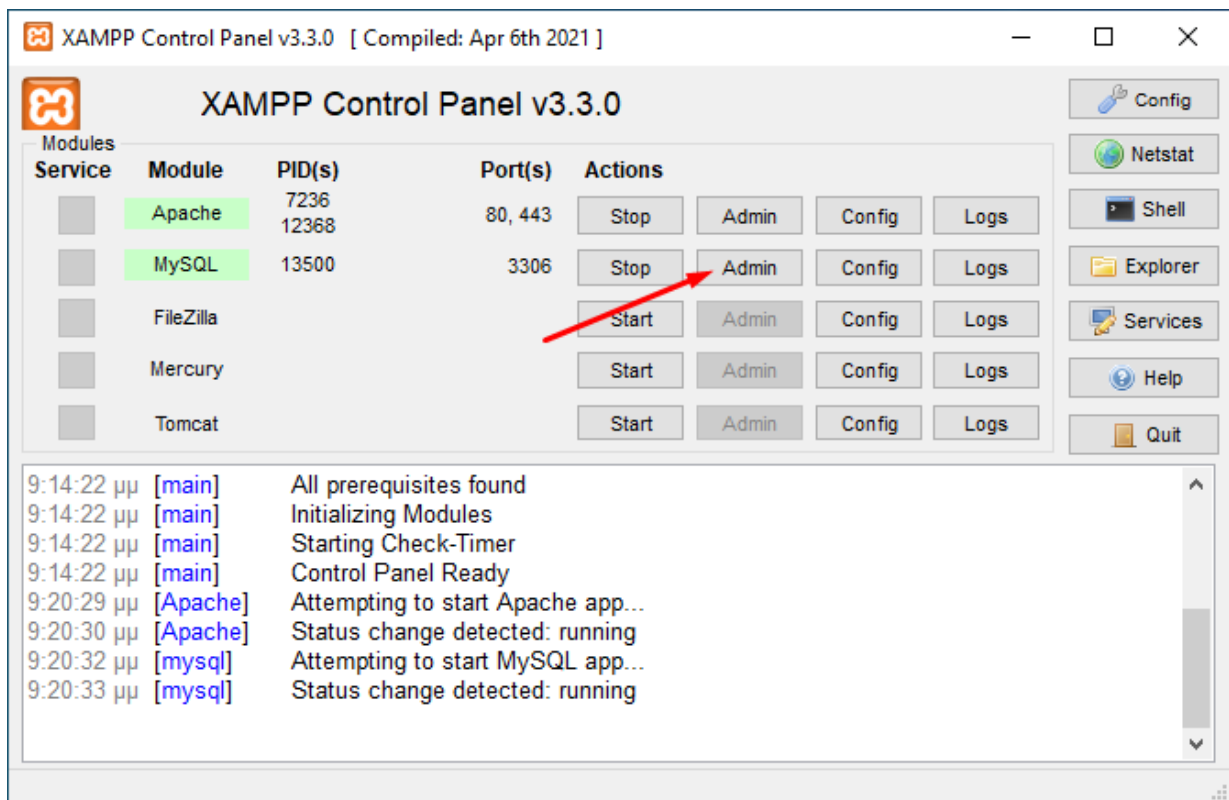 XAMPP Control Panel v3.3.0 [ Compiled: Apr 6th 2021 ]
XAMPP Control Panel v3.3.0
Config
Netstat
Shell
Explorer
Services
Help
Quit
Modules
Service Module PID(s) Port(s) Actions
Apache 7236 12368 80, 443 Stop Admin Config Logs
MySQL 13500 3306 Stop Admin Config Logs
FileZilla Start Admin Config Logs
Mercury Start Admin Config Logs
Tomcat Start Admin Config Logs
9:14:22 μμ [main] All prerequisites found
9:14:22 μμ [main] Initializing Modules
9:14:22 μμ [main] Starting Check-Timer
9:14:22 μμ [main] Control Panel Ready
9:20:29 μμ [Apache] Attempting to start Apache app...
9:20:30 μμ [Apache] Status change detected: running
9:20:32 μμ [mysql] Attempting to start MySQL app...
9:20:33 μμ [mysql] Status change detected: running